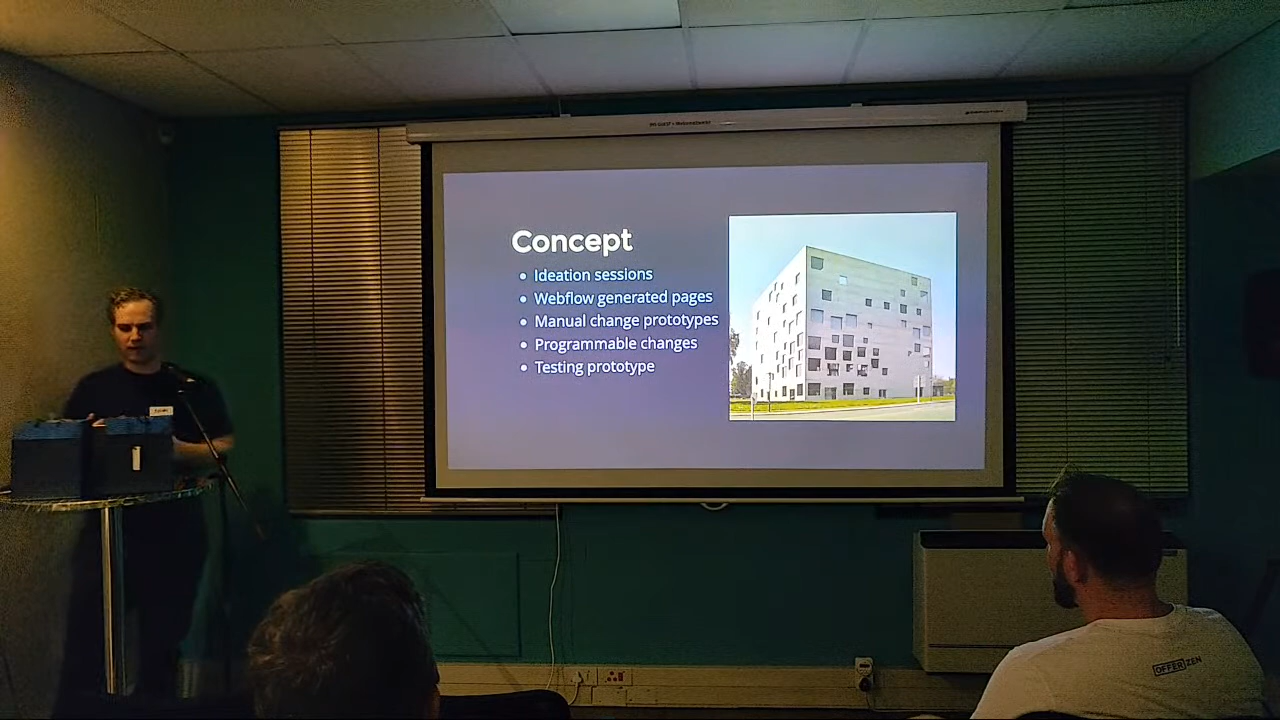 Concept
Ideation sessions
Webflow generated pages
Manual change prototypes
Programmable changes
Testing prototype
OFFERZEN